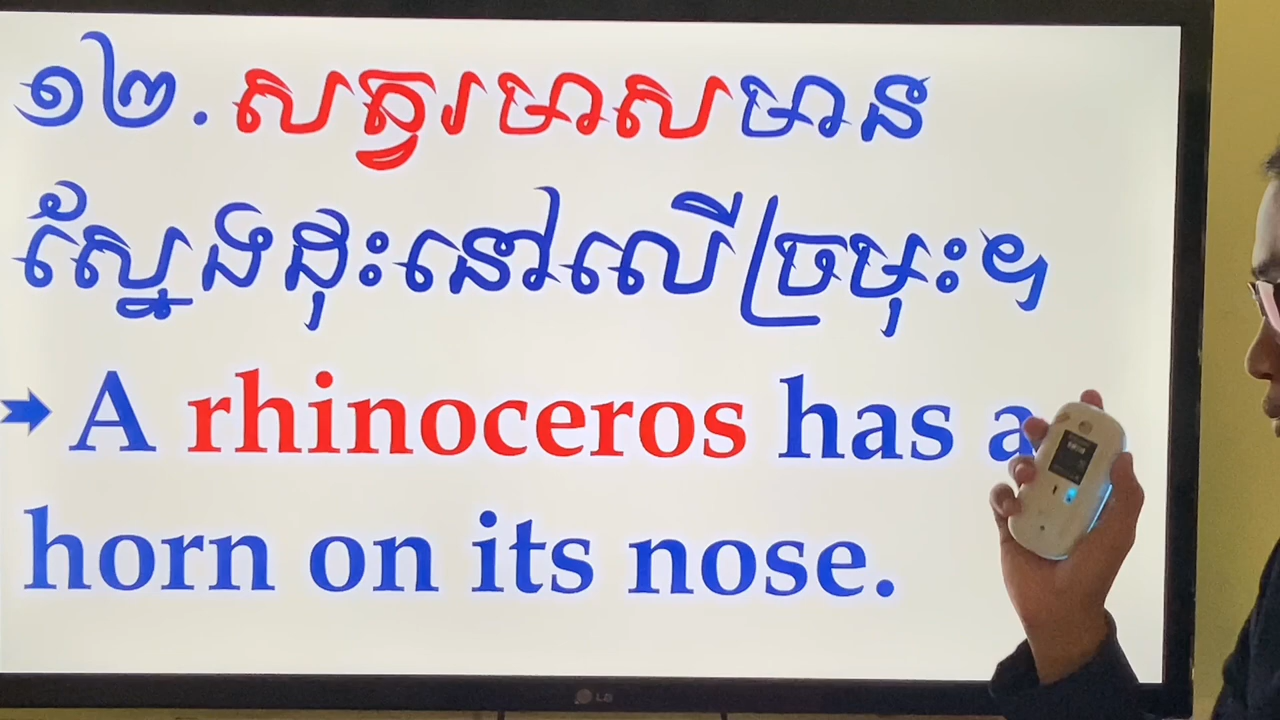 ១២.សត្វរមាសមាន
ស្នែងដុះនៅលើច្រមុះ។
➡ A rhinoceros has a
horn on its nose.
LG